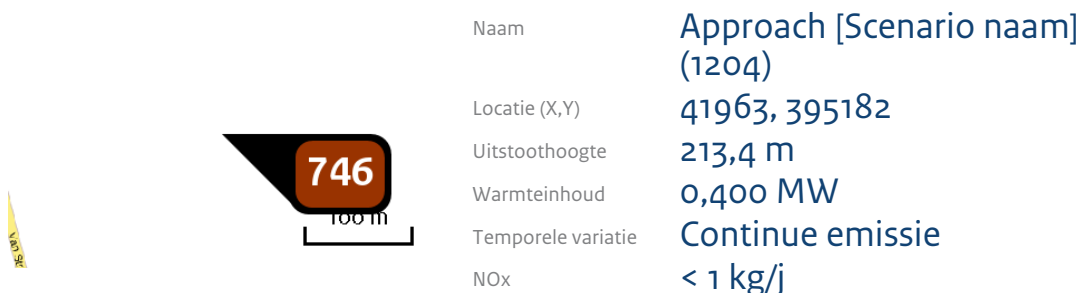 Naam Approach [Scenario naam]
(1204)
Locatie (X,Y) 41963, 395182
Uitstoothoogte 213,4 m
Warmteinhoud 0,400 MW
Temporele variatie Continue emissie
NOx < 1 kg/j
746
100 m
Van